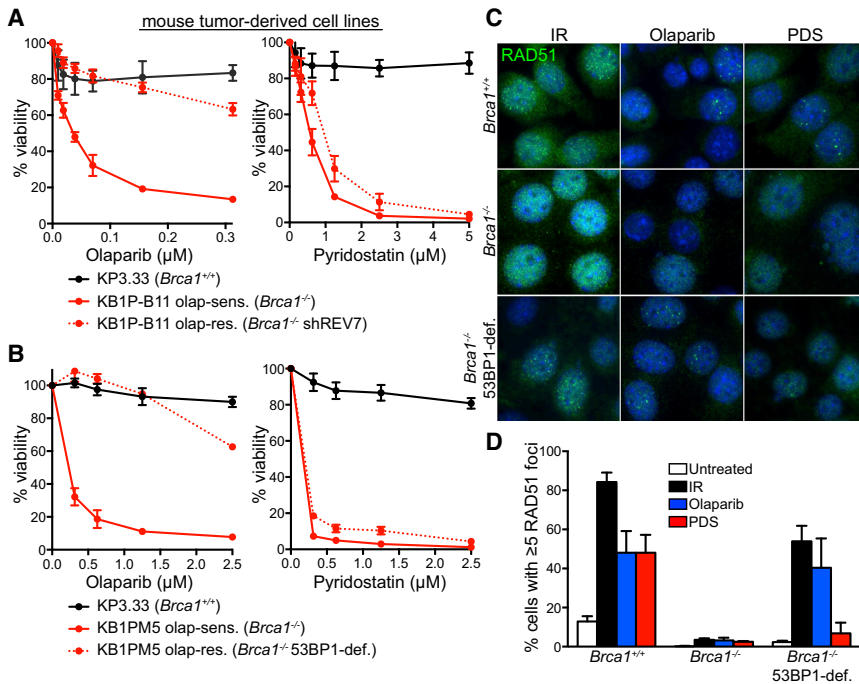 A
mouse tumor-derived cell lines
% viability
100
80
60
40
20
0
0.0
0.1
0.2
0.3
Olaparib (µM)
% viability
100
80
60
40
20
0
0
1
2
3
4
5
Pyridostatin (µM)
KP3.33 (Brca1+/+)
KB1P-B11 olap-sens. (Brca1-/-)
KB1P-B11 olap-res. (Brca1-/- shREV7)
B
% viability
100
80
60
40
20
0
0.0
0.5
1.0
1.5
2.0
2.5
Olaparib (µM)
% viability
100
80
60
40
20
0
0.0
0.5
1.0
1.5
2.0
2.5
Pyridostatin (µM)
KP3.33 (Brca1+/+)
KB1PM5 olap-sens. (Brca1-/-)
KB1PM5 olap-res. (Brca1-/- 53BP1-def.)
C
IR
Olaparib
PDS
RAD51
Brca1+/+
Brca1-/-
Brca1-/-
53BP1-def.
D
% cells with ≥5 RAD51 foci
100
80
60
40
20
0
Untreated
IR
Olaparib
PDS
Brca1+/+
Brca1-/-
Brca1-/-
53BP1-def.